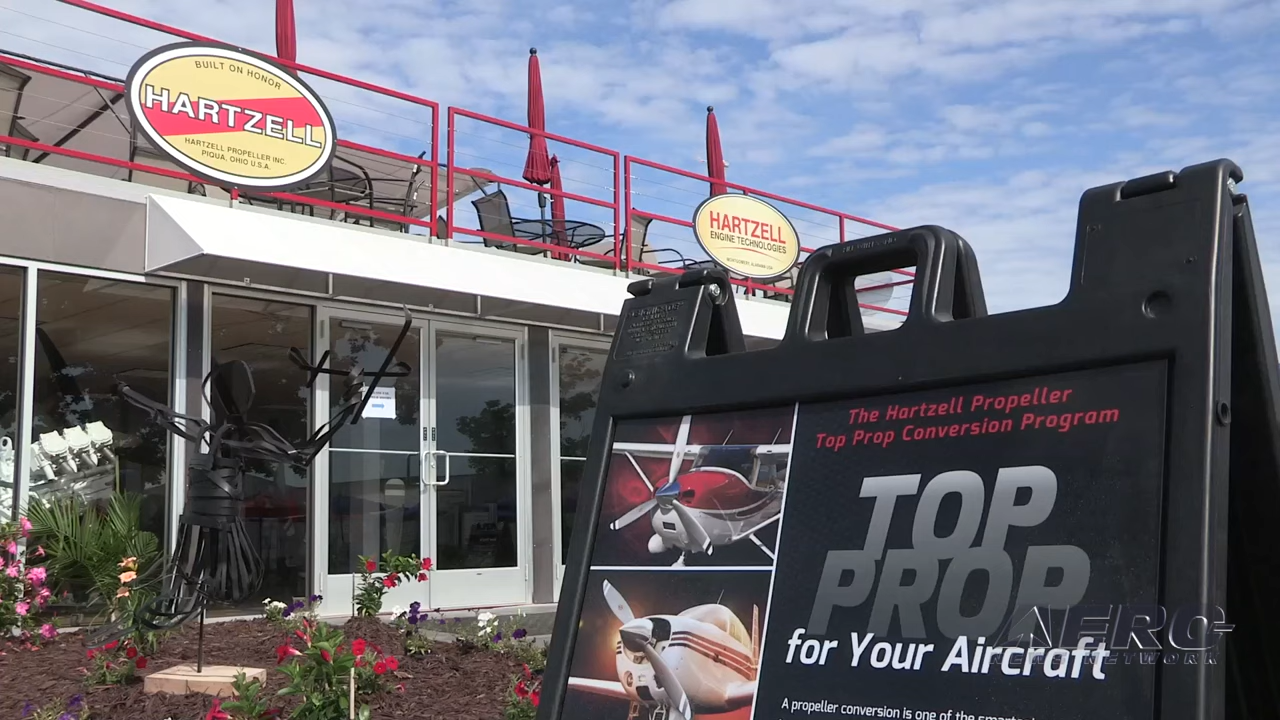 BUILT ON HONOR
HARTZELL
HARTZELL PROPELLER INC.
PIQUA, OHIO U.S.A.
HARTZELL
ENGINE TECHNOLOGIES
The Hartzell Propeller
Top Prop Conversion Program
TOP
PROP
for Your Aircraft
A propeller conversion is one of the
AERO
NEWS NETWORK